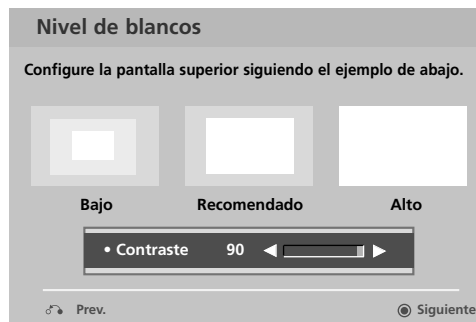 Nivel de blancos
Configure la pantalla superior siguiendo el ejemplo de abajo.
Bajo Recomendado Alto
• Contraste 90
Prev. Siguiente